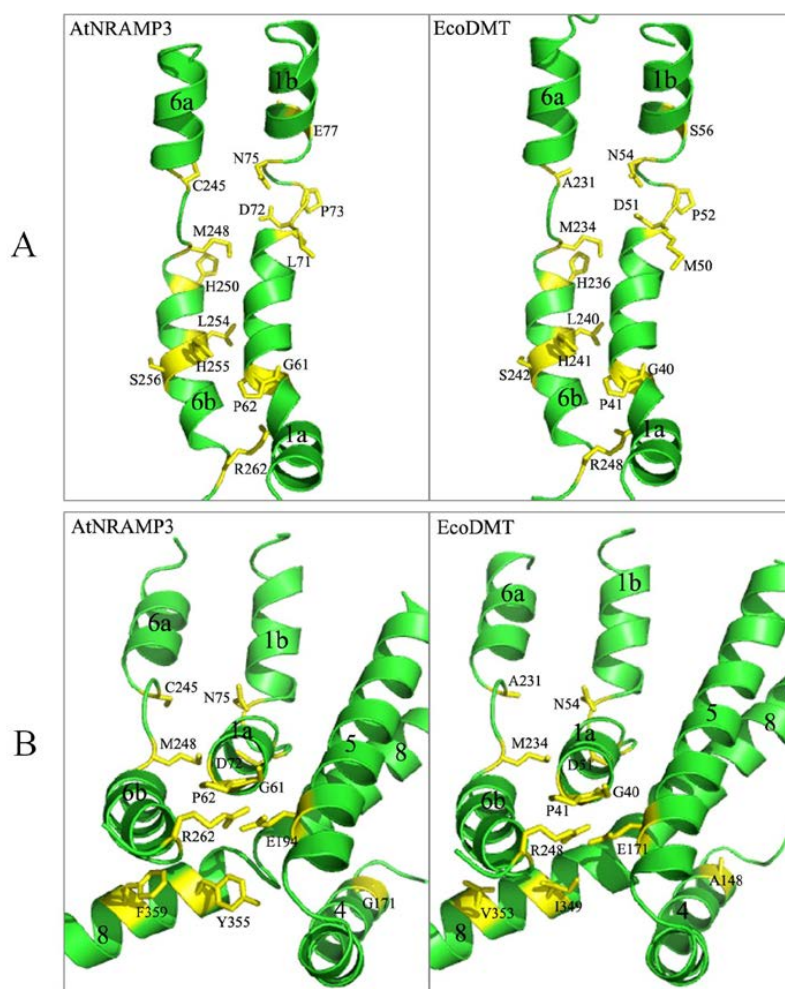 A
AtNRAMP3
6a
1b
E77
N75
C245
D72
P73
M248
L71
H250
L254
S256
H255
G61
6b
P62
1a
R262
EcoDMT
6a
1b
S56
N54
A231
D51
P52
M234
M50
H236
L240
S242
H241
G40
6b
P41
1a
R248
B
AtNRAMP3
6a
1b
C245
N75
1a
5
8
M248
D72
6b
P62
G61
R262
E194
F359
Y355
4
G171
8
EcoDMT
6a
1b
A231
N54
1a
5
8
M234
D51
6b
P41
G40
R248
E171
V353
I349
A148
4
8